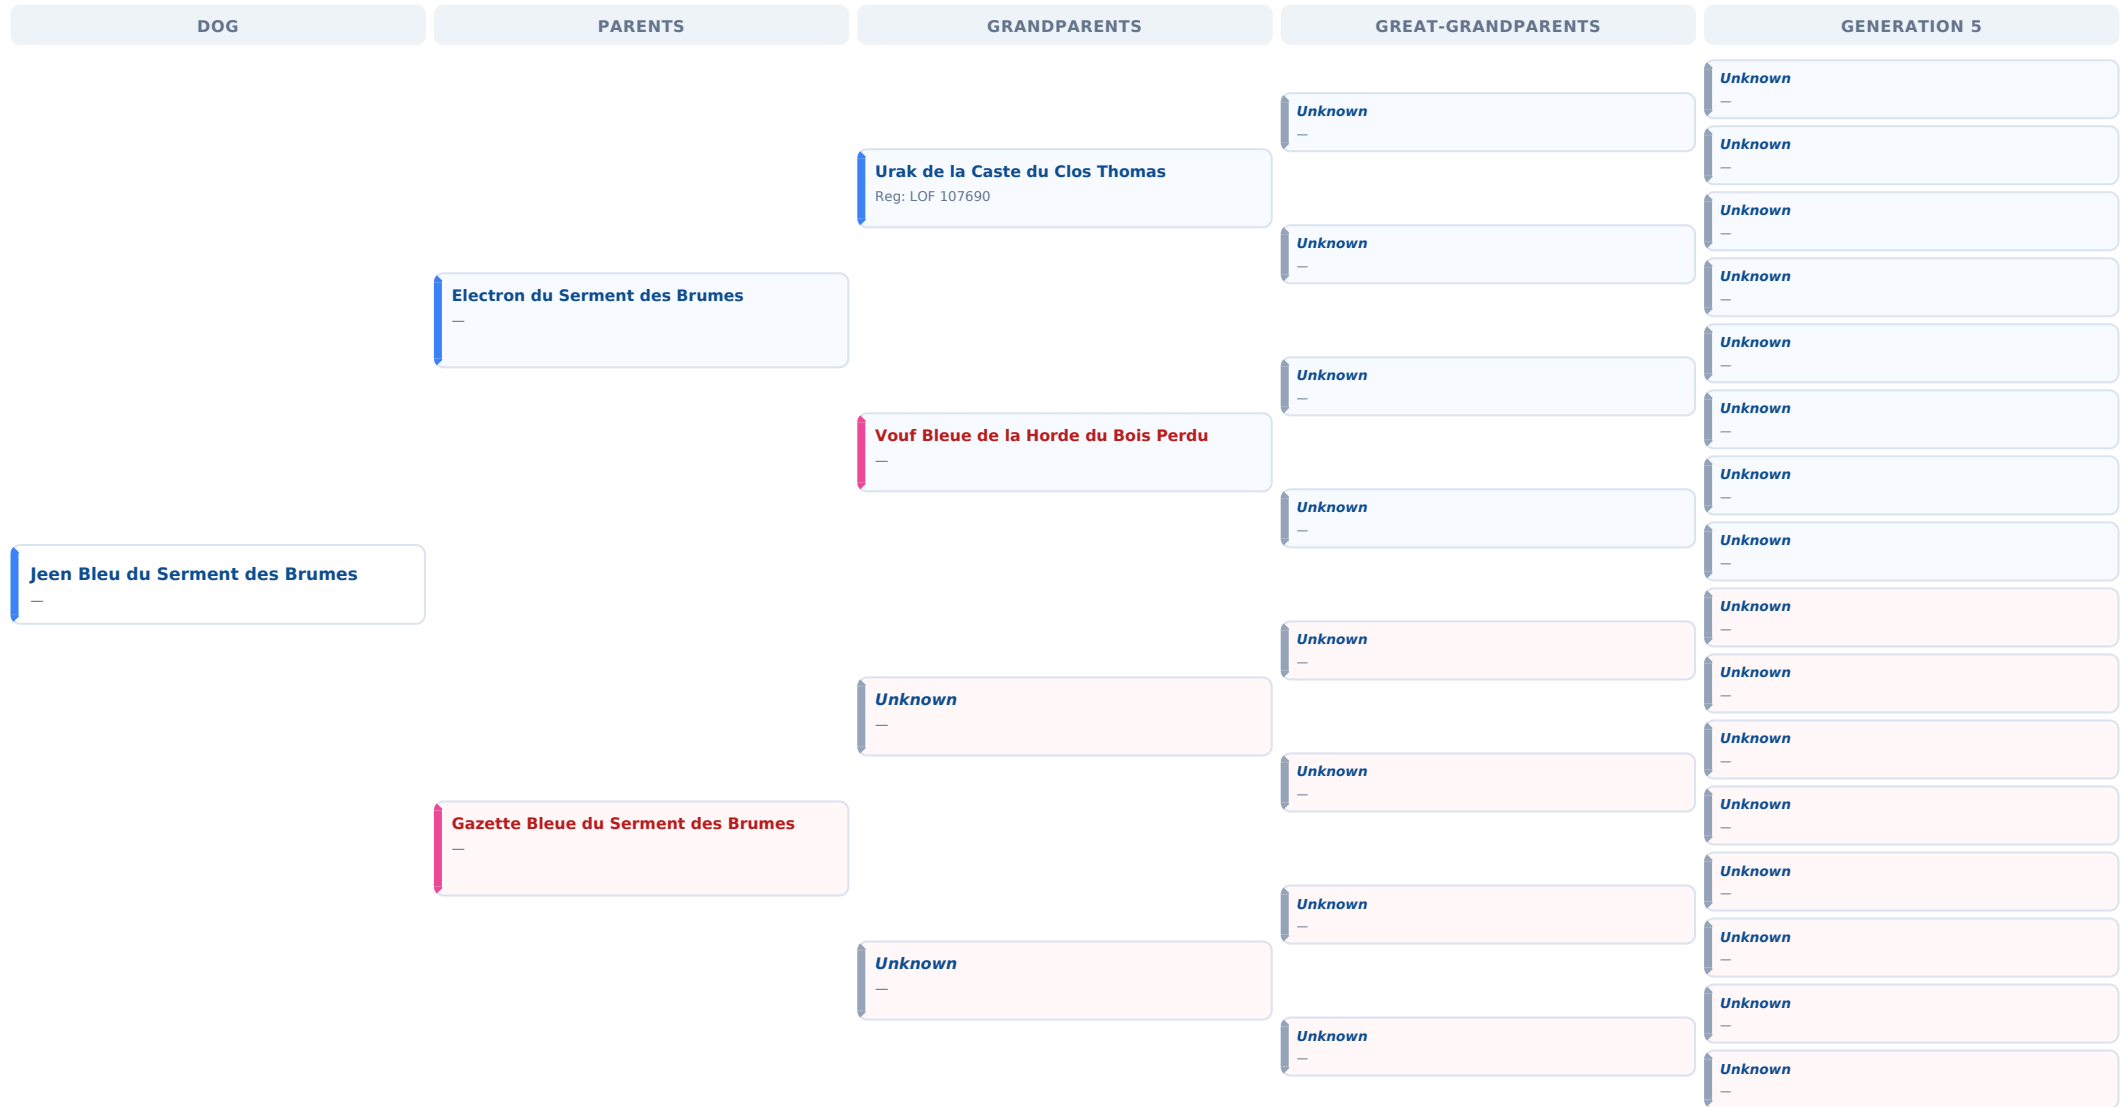 DOG
PARENTS
GRANDPARENTS
GREAT-GRANDPARENTS
GENERATION 5
Jeen Bleu du Serment des Brumes
—
Electron du Serment des Brumes
—
Gazette Bleue du Serment des Brumes
—
Urak de la Caste du Clos Thomas
Reg: LOF 107690
Vouf Bleue de la Horde du Bois Perdu
—
Unknown
—
Unknown
—
Unknown
—
Unknown
—
Unknown
—
Unknown
—
Unknown
—
Unknown
—
Unknown
—
Unknown
—
Unknown
—
Unknown
—
Unknown
—
Unknown
—
Unknown
—
Unknown
—
Unknown
—
Unknown
—
Unknown
—
Unknown
—
Unknown
—
Unknown
—
Unknown
—
Unknown
—
Unknown
—
Unknown
—